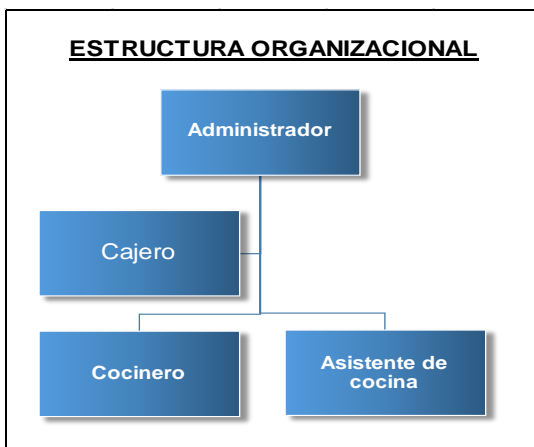 ESTRUCTURA ORGANIZACIONAL
Administrador
Cajero
Cocinero
Asistente de
cocina